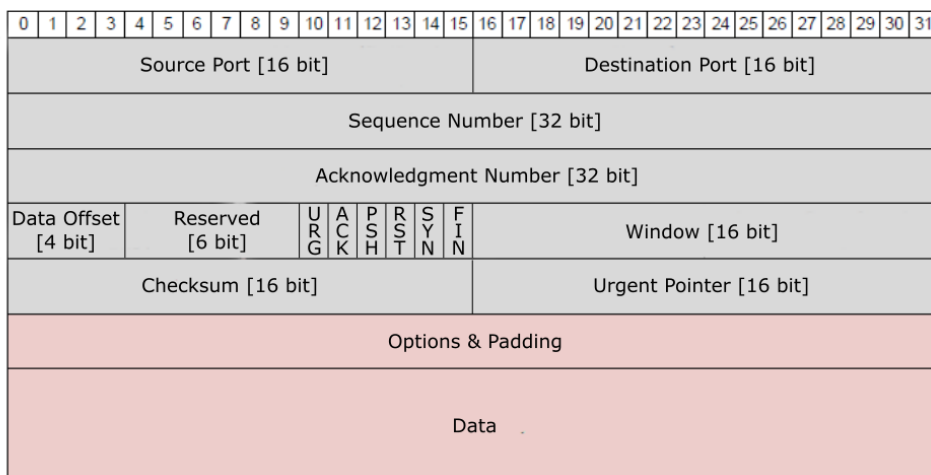 0 1 2 3 4 5 6 7 8 9 10 11 12 13 14 15 16 17 18 19 20 21 22 23 24 25 26 27 28 29 30 31
Source Port [16 bit] Destination Port [16 bit]
Sequence Number [32 bit]
Acknowledgment Number [32 bit]
Data Offset
[4 bit]
Reserved
[6 bit]
URG
ACK
PSH
RST
SYN
FIN
Window [16 bit]
Checksum [16 bit] Urgent Pointer [16 bit]
Options & Padding
Data